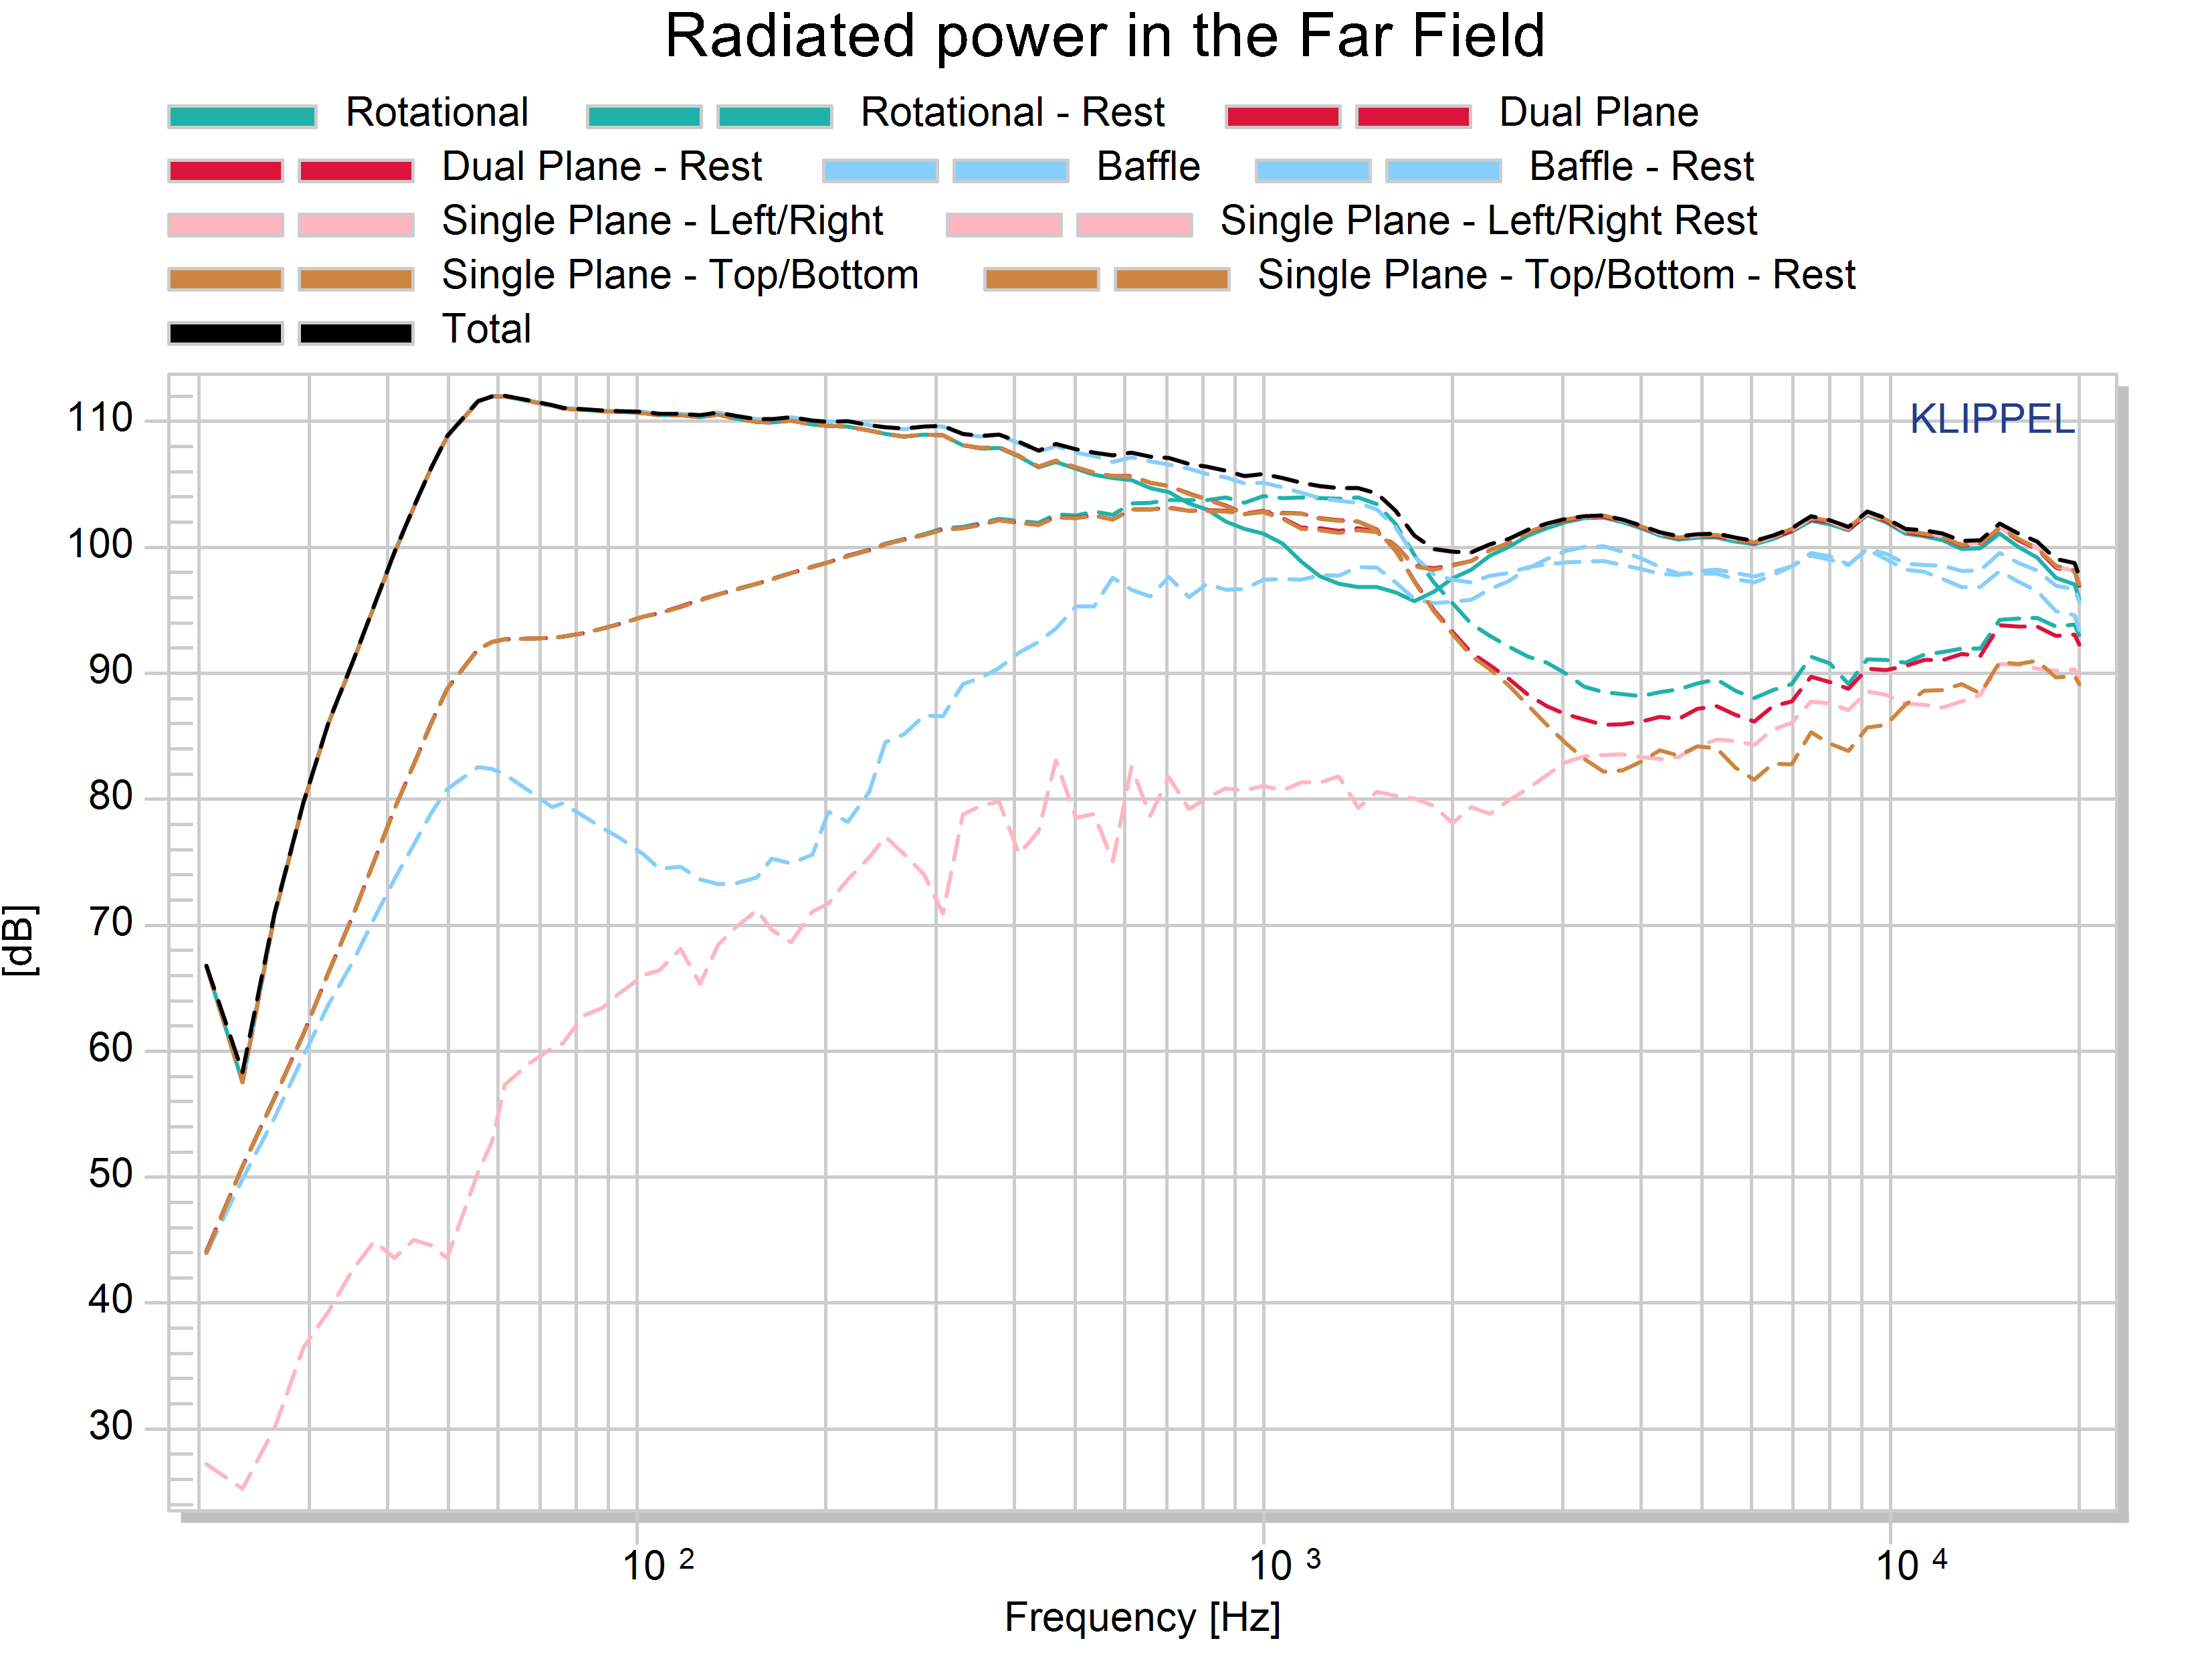 Radiated power in the Far Field
Rotational Rotational - Rest Dual Plane
Dual Plane - Rest Baffle Baffle - Rest
Single Plane - Left/Right Single Plane - Left/Right Rest
Single Plane - Top/Bottom Single Plane - Top/Bottom - Rest
Total
KLIPPEL
110
100
90
80
70
60
50
40
30
[dB]
10 2 10 3 10 4
Frequency [Hz]